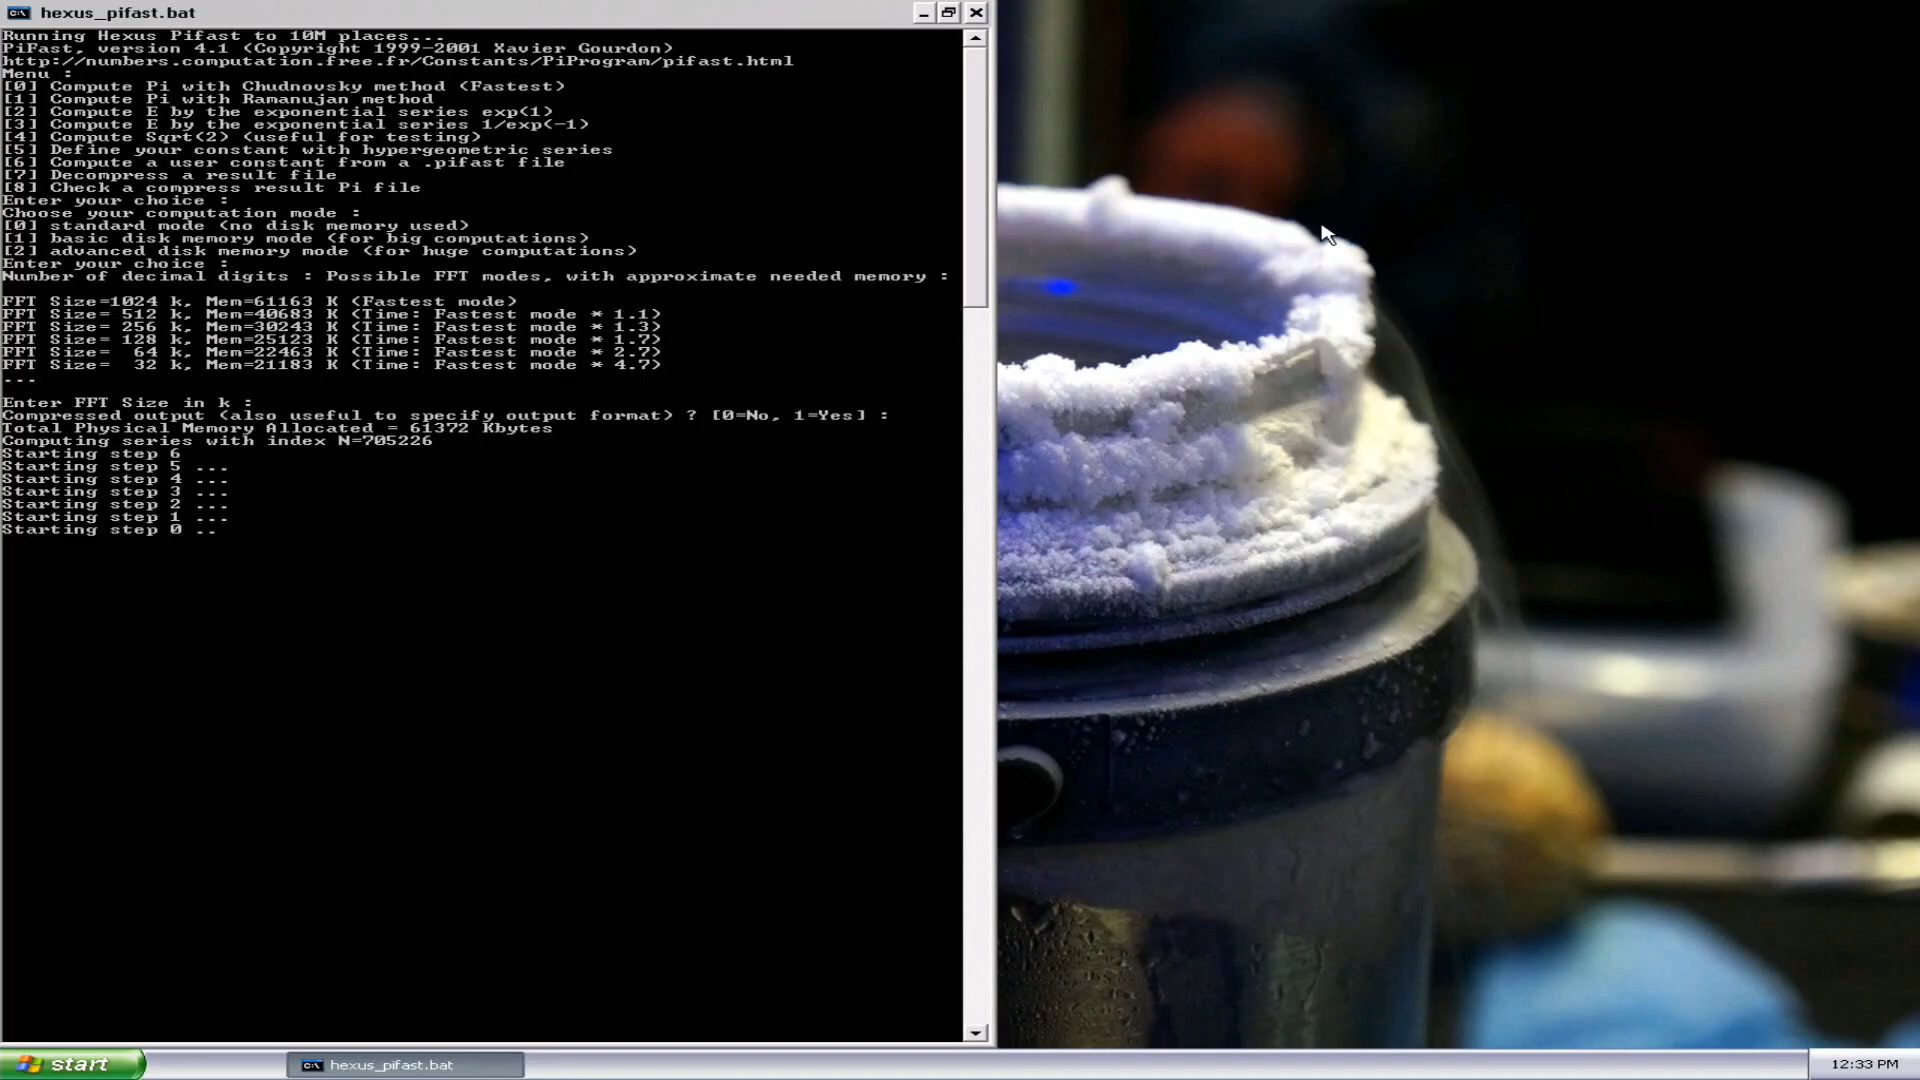 hexus_pifast.bat
Running Hexus Pifast to 10M places...
PiFast, version 4.1 (Copyright 1999-2001 Xavier Gourdon)
http://numbers.computation.free.fr/Constants/PiProgram/pifast.html
Menu :
[0] Compute Pi with Chudnovsky method (Fastest)
[1] Compute Pi with Ramanujan method
[2] Compute E by the exponential series exp(1)
[3] Compute E by the exponential series 1/exp(-1)
[4] Compute Sqrt(2) (useful for testing)
[5] Define your constant with hypergeometric series
[6] Compute a user constant from a .pifast file
[7] Decompress a result file
[8] Check a compress result Pi file
Enter your choice :
Choose your computation mode :
[0] standard mode (no disk memory used)
[1] basic disk memory mode (for big computations)
[2] advanced disk memory mode (for huge computations)
Enter your choice :
Number of decimal digits : Possible FFT modes, with approximate needed memory :
FFT Size=1024 k, Mem=61163 K (Fastest mode)
FFT Size= 512 k, Mem=40683 K (Time: Fastest mode * 1.1)
FFT Size= 256 k, Mem=30243 K (Time: Fastest mode * 1.3)
FFT Size= 128 k, Mem=25123 K (Time: Fastest mode * 1.7)
FFT Size=  64 k, Mem=22463 K (Time: Fastest mode * 2.7)
FFT Size=  32 k, Mem=21183 K (Time: Fastest mode * 4.7)
...
Enter FFT Size in k :
Compressed output (also useful to specify output format) ? [0=No, 1=Yes] :
Total Physical Memory Allocated = 61372 Kbytes
Computing series with index N=705226
Starting step 6
Starting step 5 ...
Starting step 4 ...
Starting step 3 ...
Starting step 2 ...
Starting step 1 ...
Starting step 0 ..
start
hexus_pifast.bat
12:33 PM